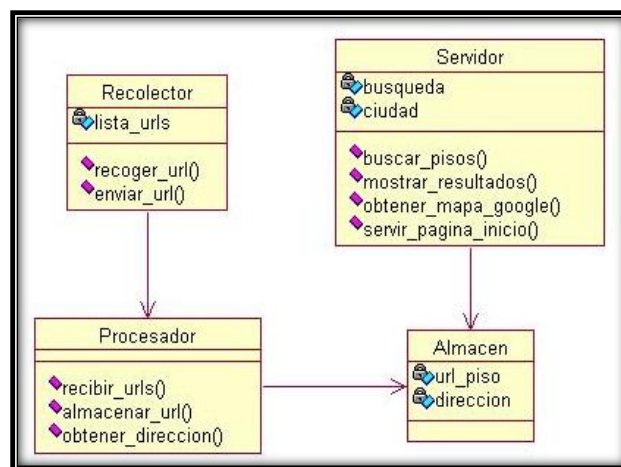 Recolector
lista_urls
recoger_url()
enviar_url()
Servidor
busqueda
ciudad
buscar_pisos()
mostrar_resultados()
obtener_mapa_google()
servir_pagina_inicio()
Procesador
recibir_urls()
almacenar_url()
obtener_direccion()
Almacen
url_piso
direccion